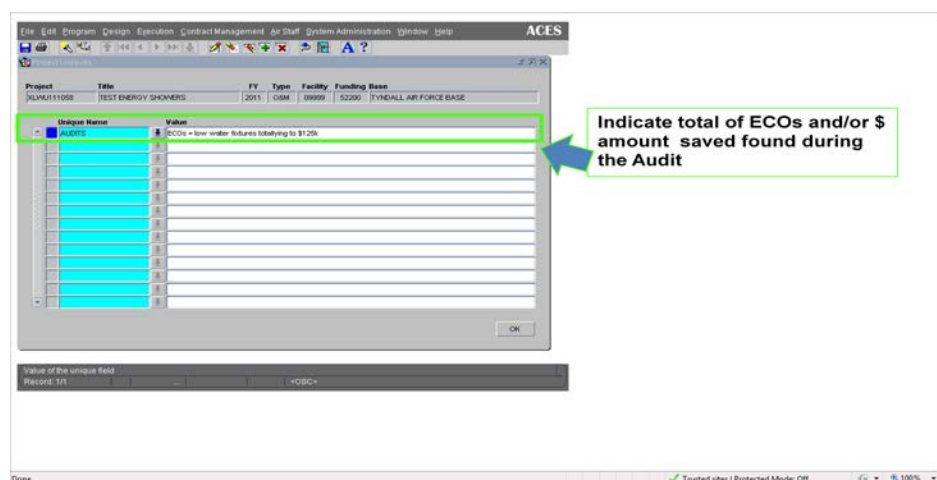 File Edit Program Design Execution Contract Management Air Staff System Administration Window Help ACES
Project Uniques
Project Title FY Type Facility Funding Base
XLWU111058 TEST ENERGY SHOWERS 2011 O&M 09999 52200 TYNDALL AIR FORCE BASE
Unique Name Value
AUDITS ECOs = low water fixtures totallying to $125k
Indicate total of ECOs and/or $
amount saved found during
the Audit
OK
Value of the unique field
Record: 1/1 ... <OSC>
Done Trusted sites | Protected Mode: Off 100%